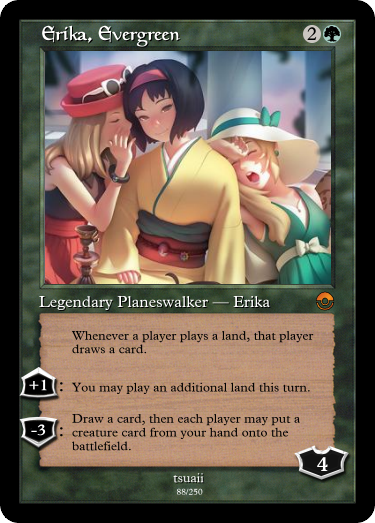 Erika, Evergreen 2
Legendary Planeswalker — Erika
Whenever a player plays a land, that player
draws a card.
+1: You may play an additional land this turn.
-3: Draw a card, then each player may put a
creature card from your hand onto the
battlefield.
4
tsuaii
88/250